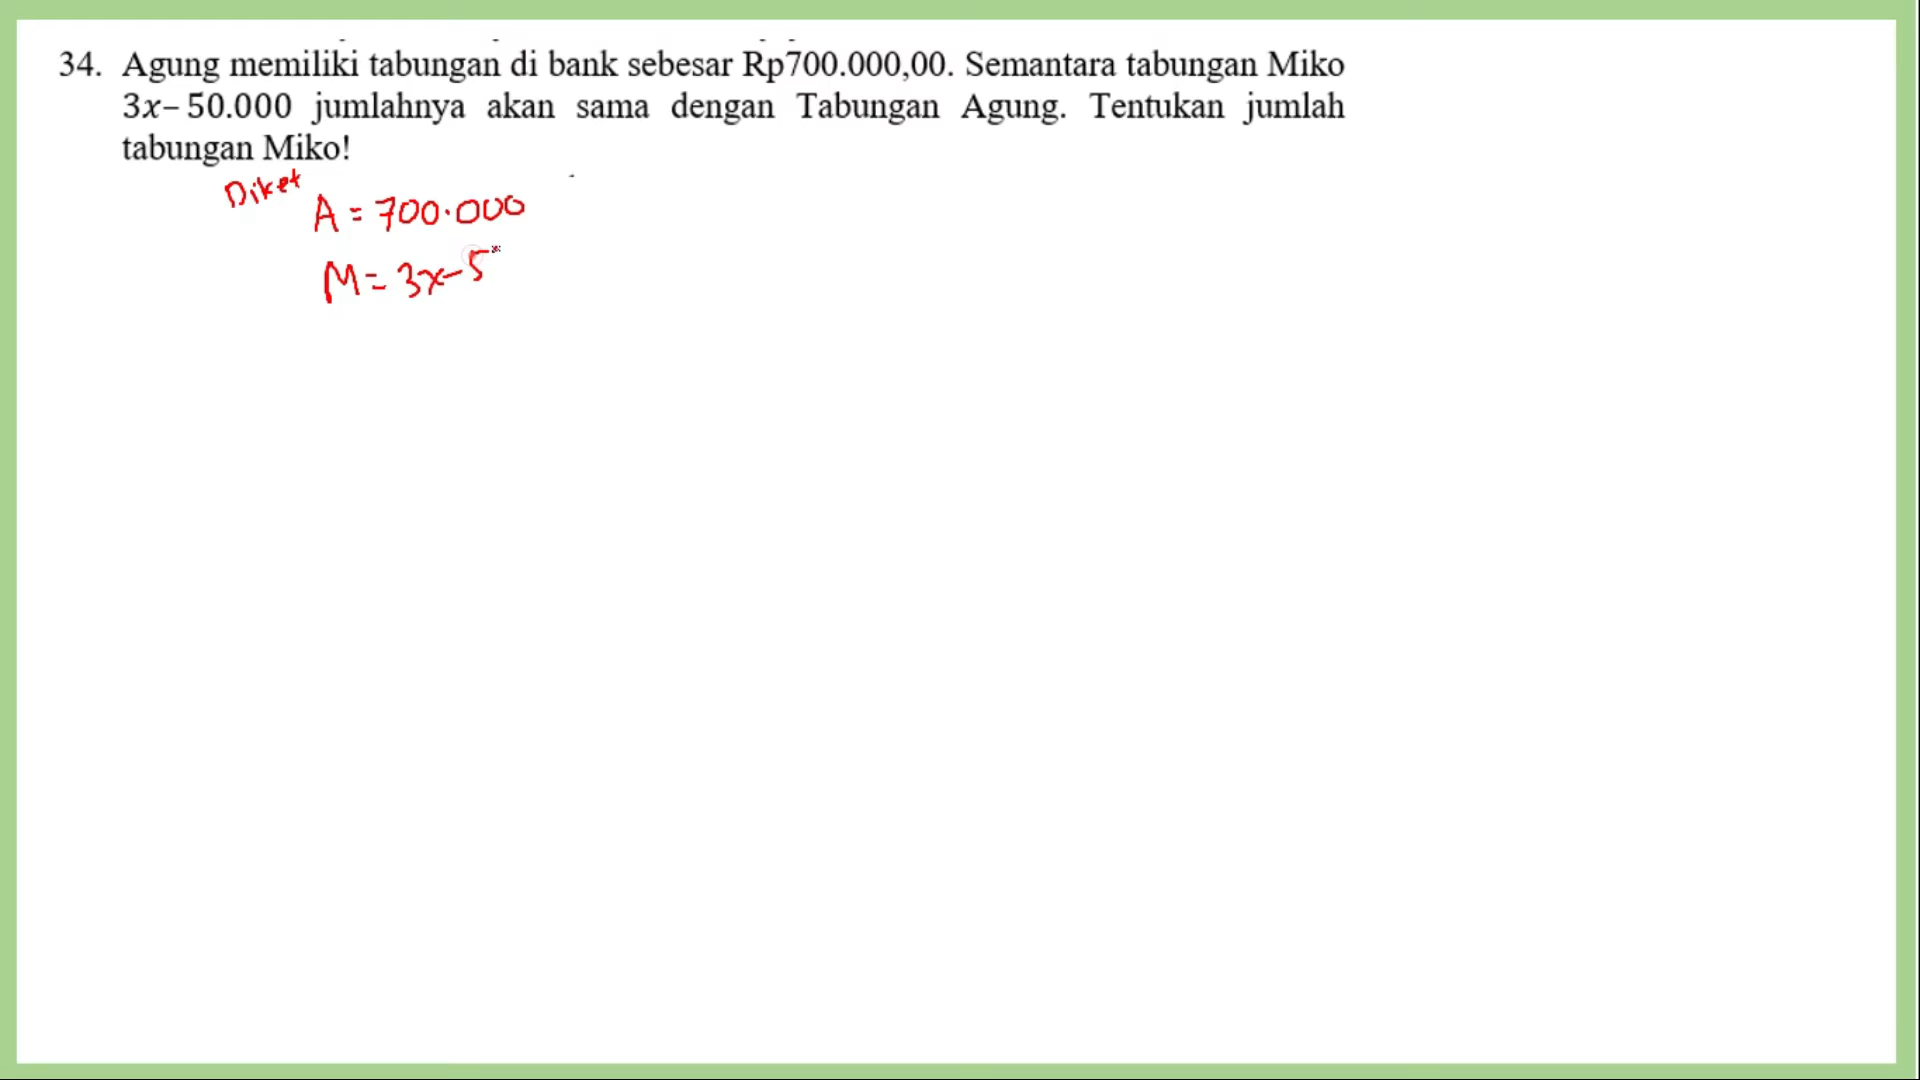 34. Agung memiliki tabungan di bank sebesar Rp700.000,00. Semantara tabungan Miko
3x– 50.000 jumlahnya akan sama dengan Tabungan Agung. Tentukan jumlah
tabungan Miko!
Diket
A = 700.000
M = 3x-5